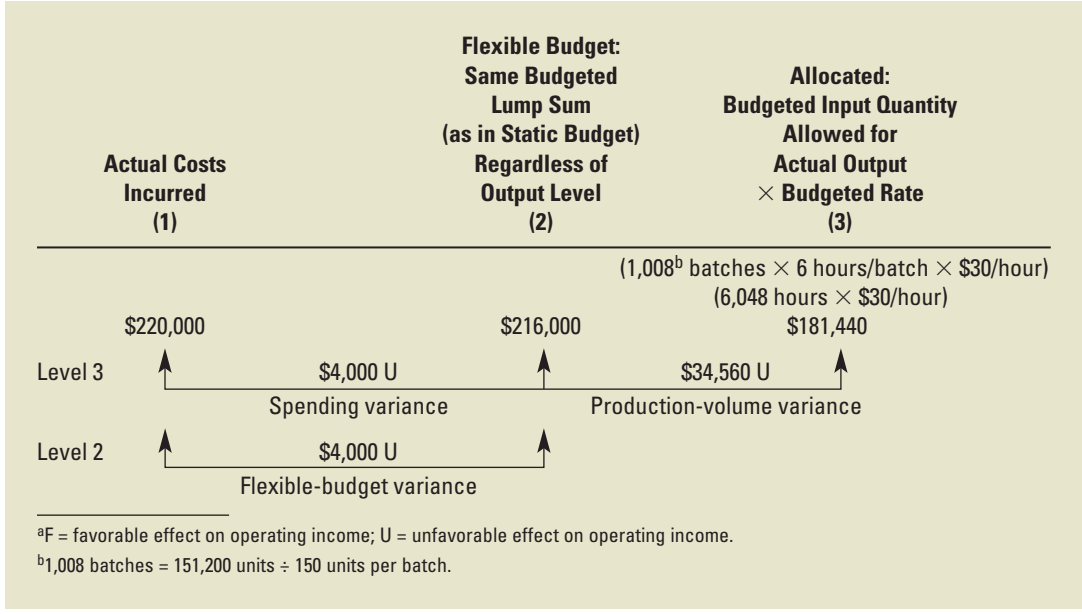 Flexible Budget:
Same Budgeted
Lump Sum
(as in Static Budget)
Regardless of
Output Level
(2)
Allocated:
Budgeted Input Quantity
Allowed for
Actual Output
× Budgeted Rate
(3)
Actual Costs
Incurred
(1)
(1,008ᵇ batches × 6 hours/batch × $30/hour)
(6,048 hours × $30/hour)
$220,000 $216,000 $181,440
Level 3 $4,000 U $34,560 U
Spending variance Production-volume variance
Level 2 $4,000 U
Flexible-budget variance
ᵃF = favorable effect on operating income; U = unfavorable effect on operating income.
ᵇ1,008 batches = 151,200 units ÷ 150 units per batch.